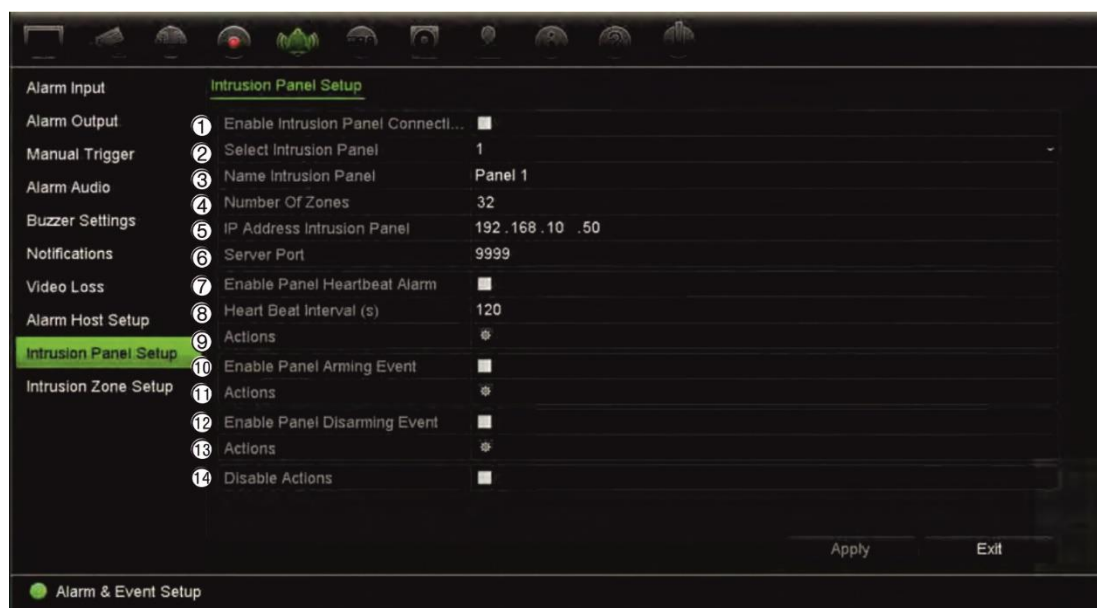 Alarm Input
Alarm Output
Manual Trigger
Alarm Audio
Buzzer Settings
Notifications
Video Loss
Alarm Host Setup
Intrusion Panel Setup
Intrusion Zone Setup
Intrusion Panel Setup
① Enable Intrusion Panel Connecti...
② Select Intrusion Panel 1
③ Name Intrusion Panel Panel 1
④ Number Of Zones 32
⑤ IP Address Intrusion Panel 192 . 168 . 10 . 50
⑥ Server Port 9999
⑦ Enable Panel Heartbeat Alarm
⑧ Heart Beat Interval (s) 120
⑨ Actions
⑩ Enable Panel Arming Event
⑪ Actions
⑫ Enable Panel Disarming Event
⑬ Actions
⑭ Disable Actions
Apply Exit
Alarm & Event Setup